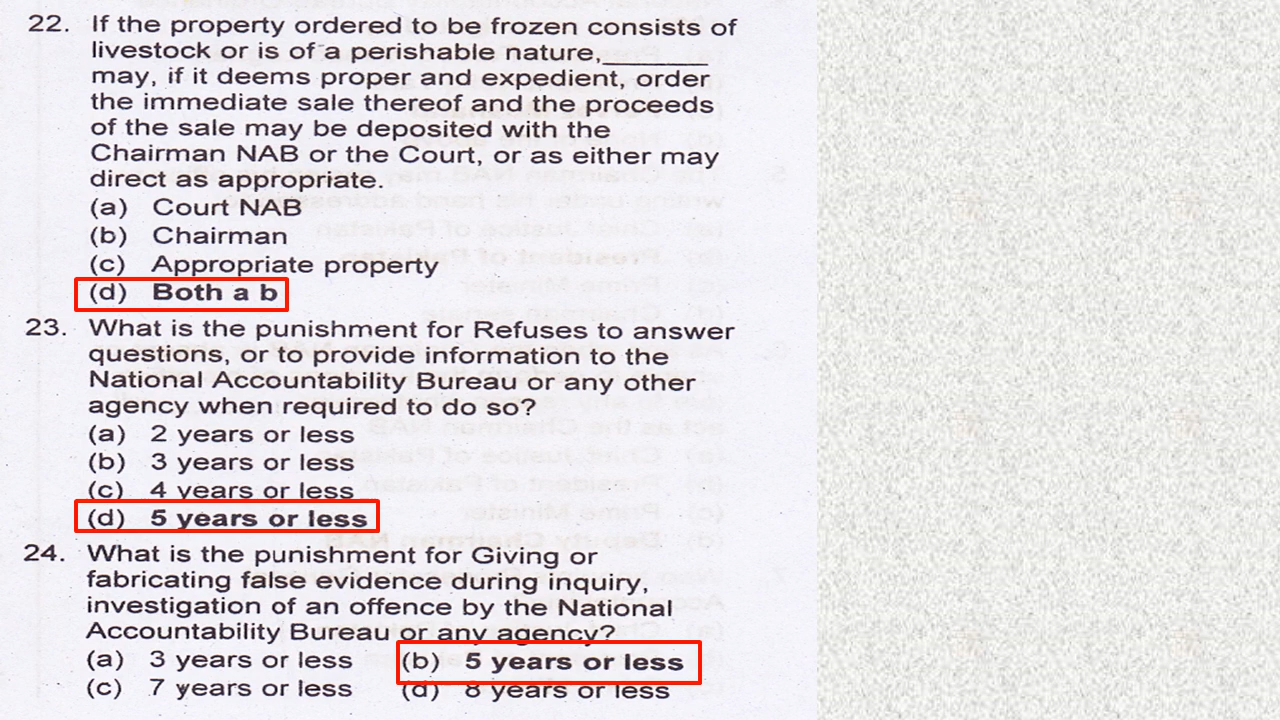 22. If the property ordered to be frozen consists of
livestock or is of a perishable nature,_______
may, if it deems proper and expedient, order
the immediate sale thereof and the proceeds
of the sale may be deposited with the
Chairman NAB or the Court, or as either may
direct as appropriate.
(a) Court NAB
(b) Chairman
(c) Appropriate property
(d) Both a b
23. What is the punishment for Refuses to answer
questions, or to provide information to the
National Accountability Bureau or any other
agency when required to do so?
(a) 2 years or less
(b) 3 years or less
(c) 4 years or less
(d) 5 years or less
24. What is the punishment for Giving or
fabricating false evidence during inquiry,
investigation of an offence by the National
Accountability Bureau or any agency?
(a) 3 years or less (b) 5 years or less
(c) 7 years or less (d) 8 years or less